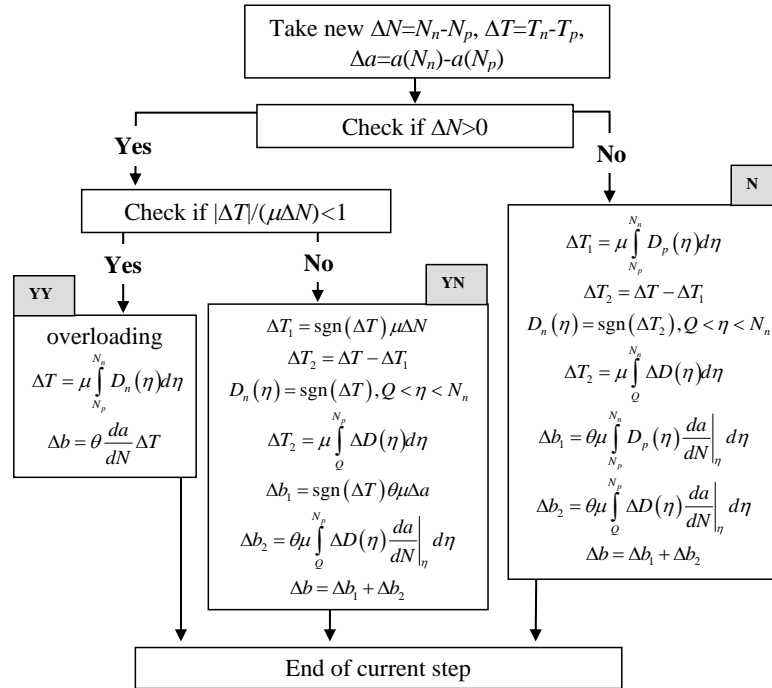 Take new ΔN=Nₙ-Nₚ, ΔT=Tₙ-Tₚ,
Δa=a(Nₙ)-a(Nₚ)
Check if ΔN>0
Yes
No
Check if |ΔT|/(μΔN)<1
Yes
No
YY
overloading
ΔT = μ∫_{Nₚ}^{Nₙ} Dₙ(η)dη
Δb = θ da/dN ΔT
YN
ΔT₁ = sgn(ΔT)μΔN
ΔT₂ = ΔT − ΔT₁
Dₙ(η) = sgn(ΔT), Q < η < Nₙ
ΔT₂ = μ∫_{Q}^{Nₚ} ΔD(η)dη
Δb₁ = sgn(ΔT)θμΔa
Δb₂ = θμ∫_{Q}^{Nₚ} ΔD(η) da/dN|_η dη
Δb = Δb₁ + Δb₂
N
ΔT₁ = μ∫_{Nₚ}^{Nₙ} Dₚ(η)dη
ΔT₂ = ΔT − ΔT₁
Dₙ(η) = sgn(ΔT₂), Q < η < Nₙ
ΔT₂ = μ∫_{Q}^{Nₙ} ΔD(η)dη
Δb₁ = θμ∫_{Nₚ}^{Nₙ} Dₚ(η) da/dN|_η dη
Δb₂ = θμ∫_{Q}^{Nₚ} ΔD(η) da/dN|_η dη
Δb = Δb₁ + Δb₂
End of current step